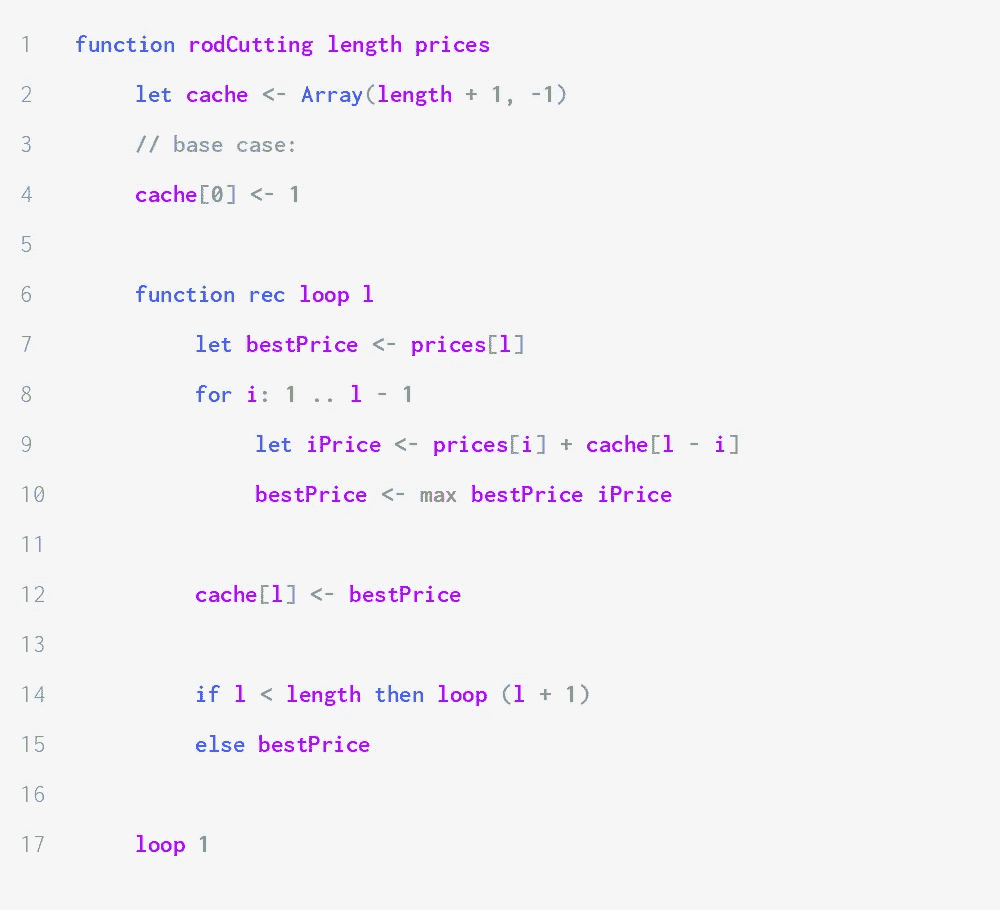 1 function rodCutting length prices
2 let cache <- Array(length + 1, -1)
3 // base case:
4 cache[0] <- 1
5
6 function rec loop l
7 let bestPrice <- prices[l]
8 for i: 1 .. l - 1
9 let iPrice <- prices[i] + cache[l - i]
10 bestPrice <- max bestPrice iPrice
11
12 cache[l] <- bestPrice
13
14 if l < length then loop (l + 1)
15 else bestPrice
16
17 loop 1